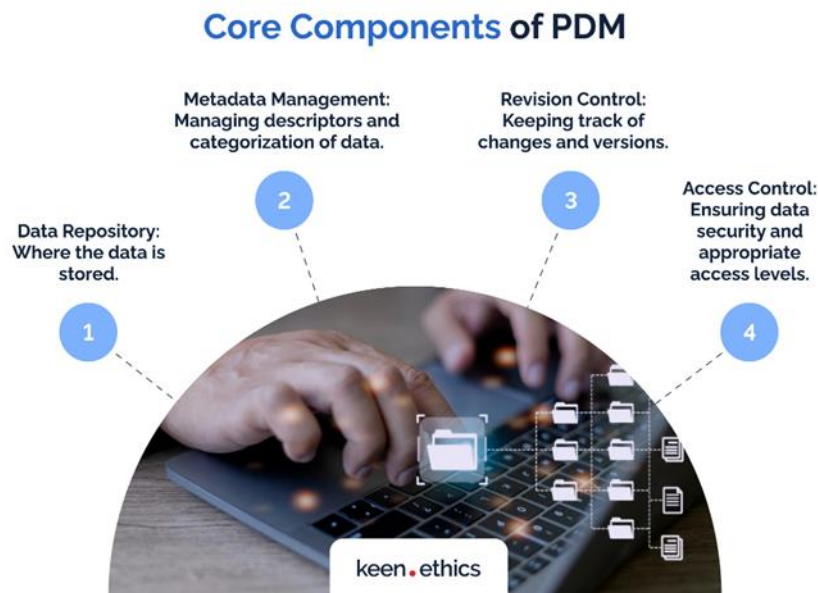 Core Components of PDM
Metadata Management:
Managing descriptors and
categorization of data.
Revision Control:
Keeping track of
changes and versions.
Access Control:
Ensuring data
security and
appropriate
access levels.
Data Repository:
Where the data is
stored.
1
2
3
4
keen.ethics